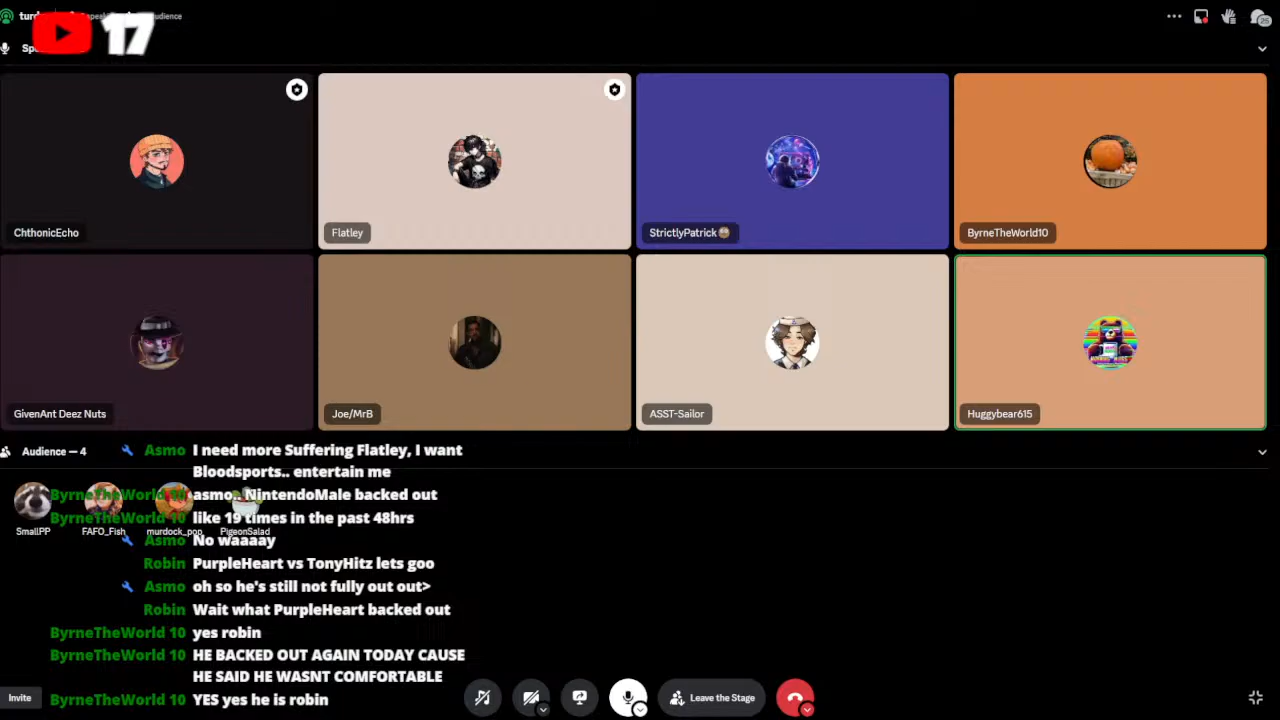 17
26
ChthonicEcho
Flatley
StrictlyPatrick
ByrneTheWorld10
GivenAnt Deez Nuts
Joe/MrB
ASST-Sailor
Huggybear615
Audience — 4
Asmo I need more Suffering Flatley, I want
Bloodsports.. entertain me
ByrneTheWorld 10 asmo. NintendoMale backed out
ByrneTheWorld 10 like 19 times in the past 48hrs
SmallPP
FAFO_Fish
murdock_pop
PigeonSalad
Asmo No waaaay
Robin PurpleHeart vs TonyHitz lets goo
Asmo oh so he's still not fully out out>
Robin Wait what PurpleHeart backed out
ByrneTheWorld 10 yes robin
ByrneTheWorld 10 HE BACKED OUT AGAIN TODAY CAUSE
HE SAID HE WASNT COMFORTABLE
ByrneTheWorld 10 YES yes he is robin
Invite
Leave the Stage